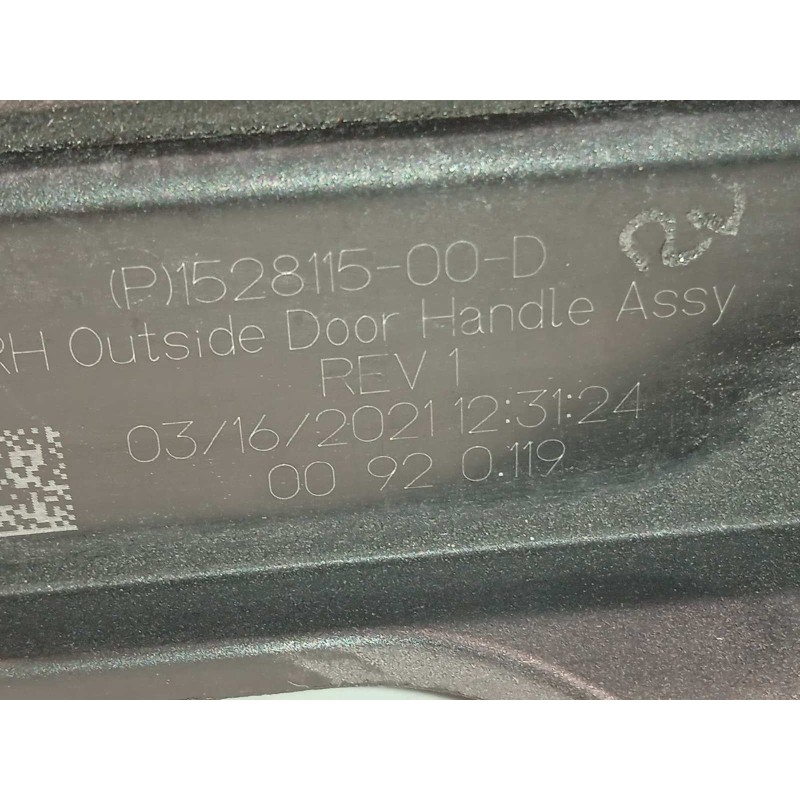 (P)1528115-00-D
RH Outside Door Handle Assy
REV 1
03/16/2021 12:31:24
00 92 0.119